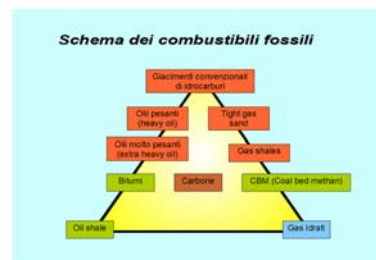 Schema dei combustibili fossili
Giacimenti convenzionali
di idrocarburi
Olii pesanti
(heavy oil)
Tight gas
sand
Olii molto pesanti
(extra heavy oil)
Gas shales
Bitumi
Carbone
CBM (Coal bed methan)
Oil shale
Gas idrati